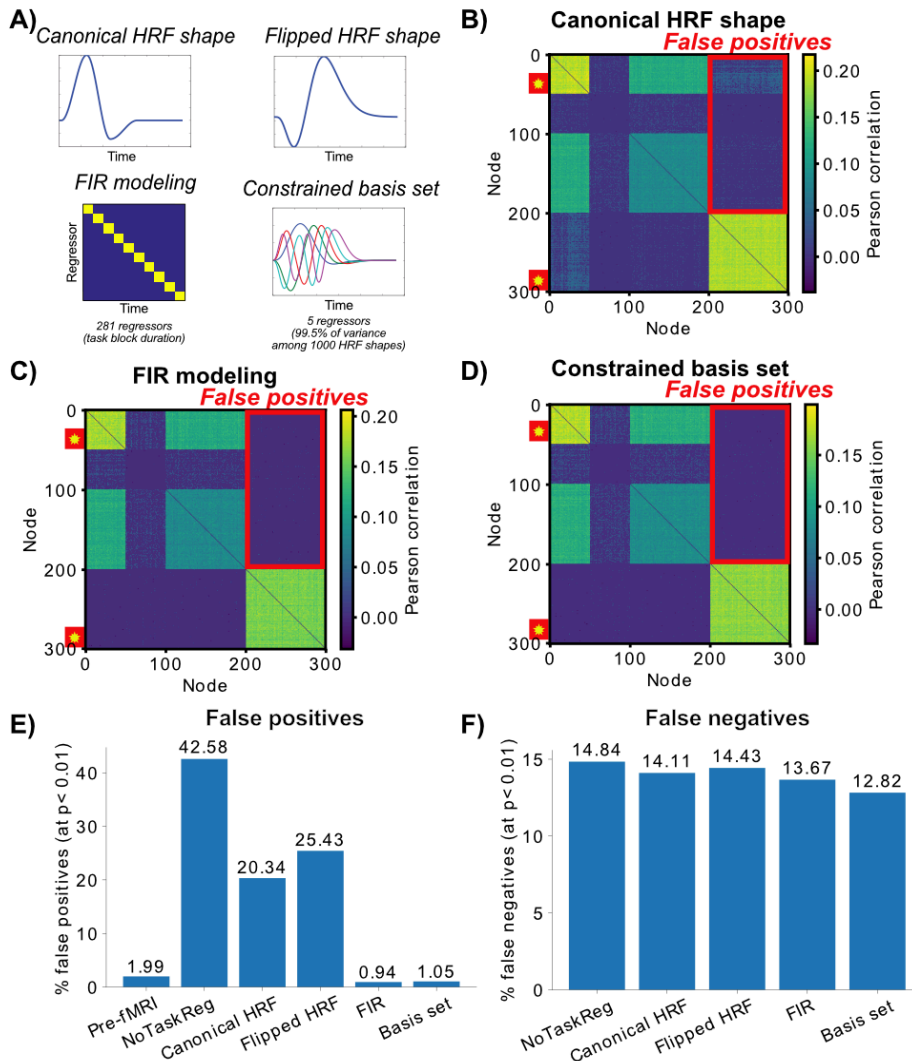 A)
Canonical HRF shape
Time
Flipped HRF shape
Time
FIR modeling
Regressor
Time
281 regressors
(task block duration)
Constrained basis set
Time
5 regressors
(99.5% of variance
among 1000 HRF shapes)
B)
Canonical HRF shape
False positives
0
100
200
300
Node
0
100
200
300
Node
0.20
0.15
0.10
0.05
0.00
Pearson correlation
C)
FIR modeling
False positives
0
100
200
300
Node
0
100
200
300
Node
0.20
0.15
0.10
0.05
0.00
Pearson correlation
D)
Constrained basis set
False positives
0
100
200
300
Node
0
100
200
300
Node
0.15
0.10
0.05
0.00
Pearson correlation
E)
False positives
% false positives (at p< 0.01)
40
30
20
10
0
1.99
42.58
20.34
25.43
0.94
1.05
Pre-fMRI
NoTaskReg
Canonical HRF
Flipped HRF
FIR
Basis set
F)
False negatives
% false negatives (at p< 0.01)
15
10
5
0
14.84
14.11
14.43
13.67
12.82
NoTaskReg
Canonical HRF
Flipped HRF
FIR
Basis set